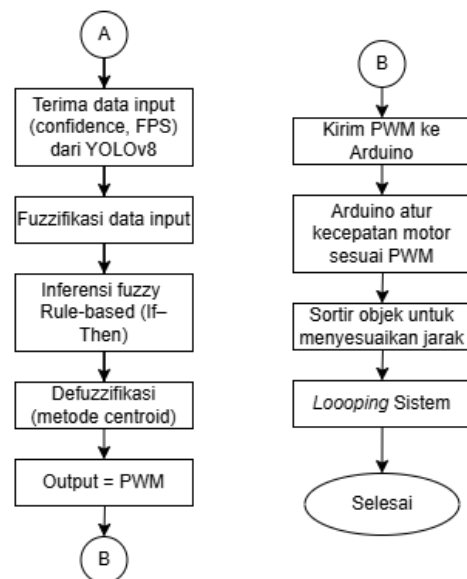 A
Terima data input
(confidence, FPS)
dari YOLOv8
Fuzzifikasi data input
Inferensi fuzzy
Rule-based (If–
Then)
Defuzzifikasi
(metode centroid)
Output = PWM
B
B
Kirim PWM ke
Arduino
Arduino atur
kecepatan motor
sesuai PWM
Sortir objek untuk
menyesuaikan jarak
Loooping Sistem
Selesai